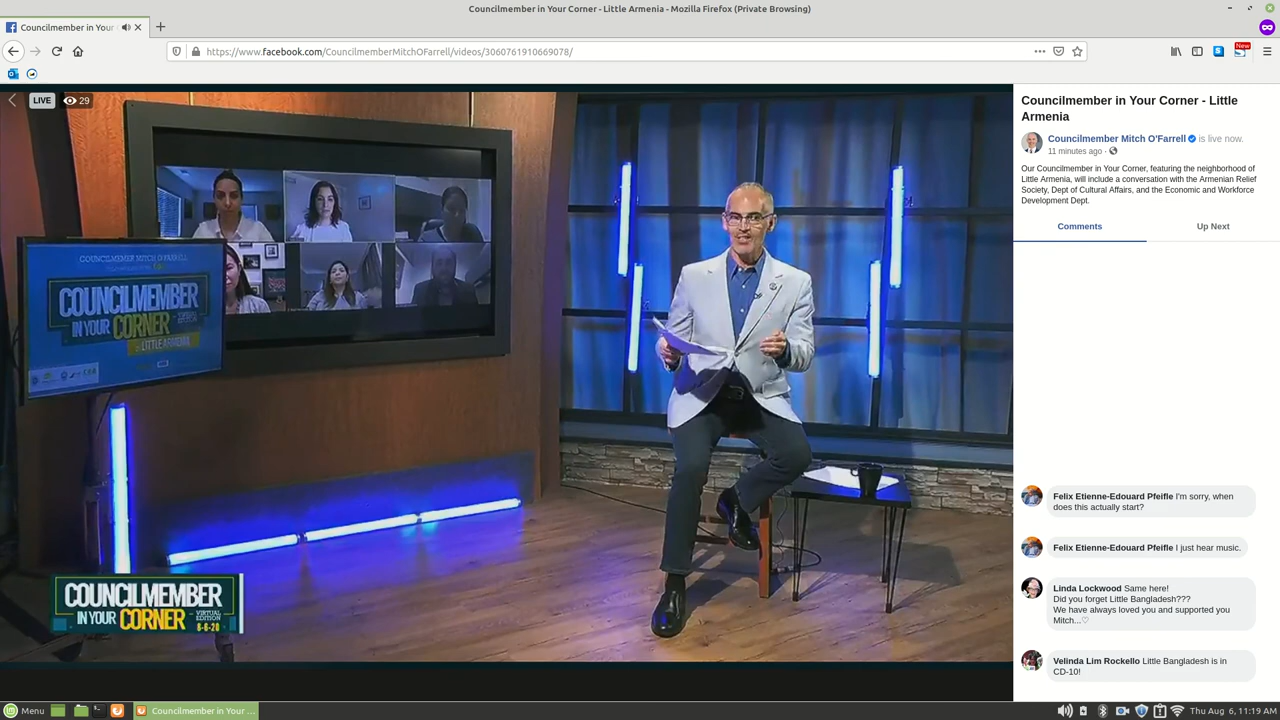 Councilmember in Your Corner - Little Armenia - Mozilla Firefox (Private Browsing)
Councilmember in Your
https://www.facebook.com/CouncilmemberMitchOFarrell/videos/3060761910669078/
New
LIVE 29
COUNCILMEMBER MITCH O'FARRELL
COUNCILMEMBER
IN YOUR CORNER
LITTLE ARMENIA
COUNCILMEMBER
IN YOUR CORNER
VIRTUAL
EDITION
8-6-20
Councilmember in Your Corner - Little
Armenia
Councilmember Mitch O'Farrell is live now.
11 minutes ago ·
Our Councilmember in Your Corner, featuring the neighborhood of
Little Armenia, will include a conversation with the Armenian Relief
Society, Dept of Cultural Affairs, and the Economic and Workforce
Development Dept.
Comments Up Next
Felix Etienne-Edouard Pfeifle I'm sorry, when
does this actually start?
Felix Etienne-Edouard Pfeifle I just hear music.
Linda Lockwood Same here!
Did you forget Little Bangladesh???
We have always loved you and supported you
Mitch...♡
Velinda Lim Rockello Little Bangladesh is in
CD-10!
Menu Councilmember in Your ... Thu Aug 6, 11:19 AM